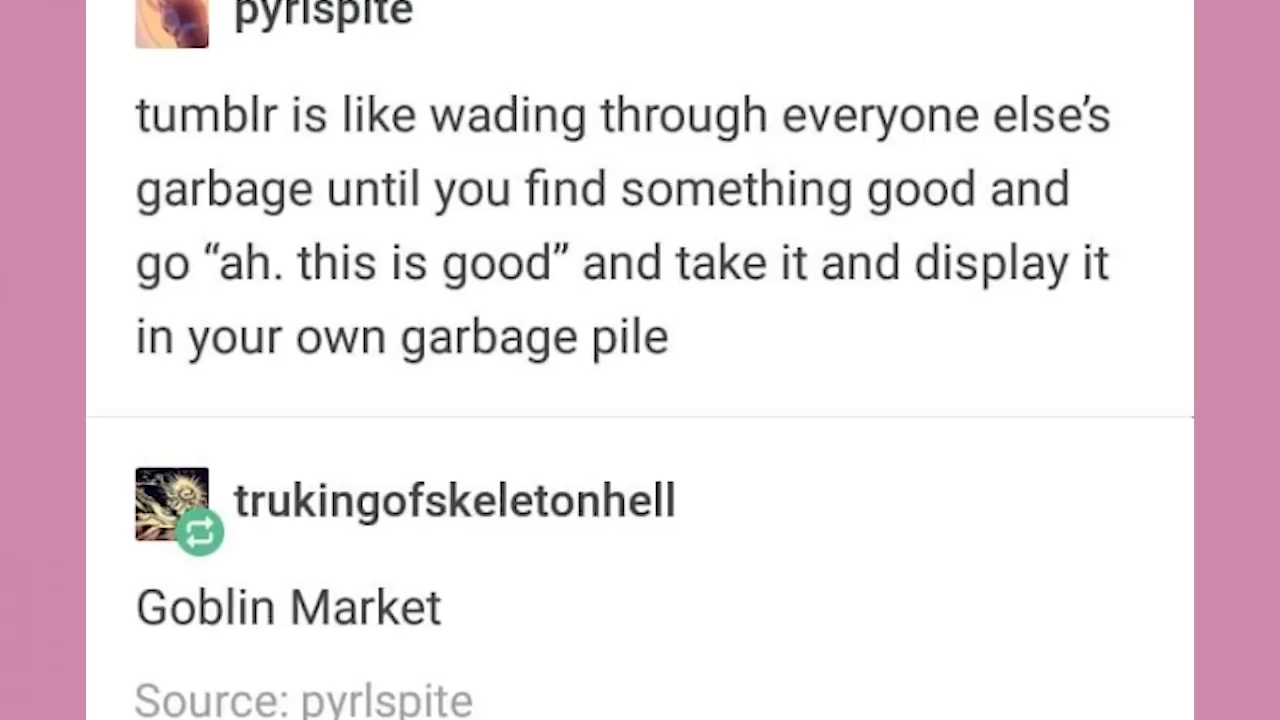 pyrlspite
tumblr is like wading through everyone else’s
garbage until you find something good and
go “ah. this is good” and take it and display it
in your own garbage pile
trukingofskeletonhell
Goblin Market
Source: pyrlspite